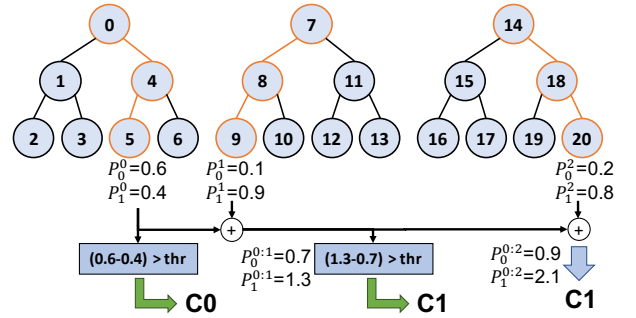 0 7 14
1 4 8 11 15 18
2 3 5 6 9 10 12 13 16 17 19 20
P_0^0=0.6 P_0^1=0.1 P_0^2=0.2
P_1^0=0.4 P_1^1=0.9 P_1^2=0.8
+ +
(0.6-0.4) > thr P_0^{0:1}=0.7 (1.3-0.7) > thr P_0^{0:2}=0.9
P_1^{0:1}=1.3 P_1^{0:2}=2.1
C0 C1 C1